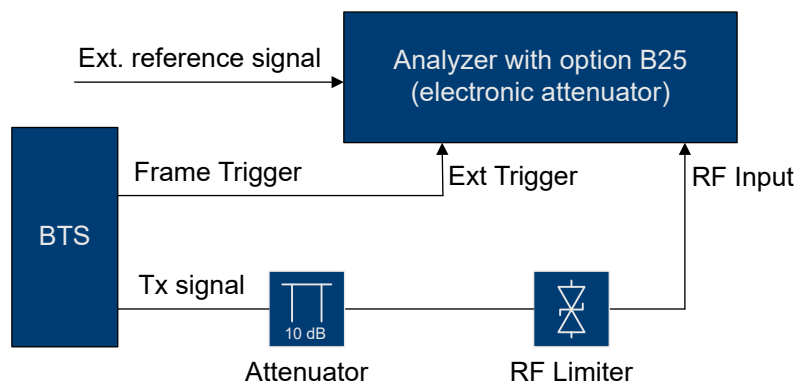 Ext. reference signal
Analyzer with option B25
(electronic attenuator)
Frame Trigger
Ext Trigger
RF Input
BTS
Tx signal
10 dB
Attenuator
RF Limiter